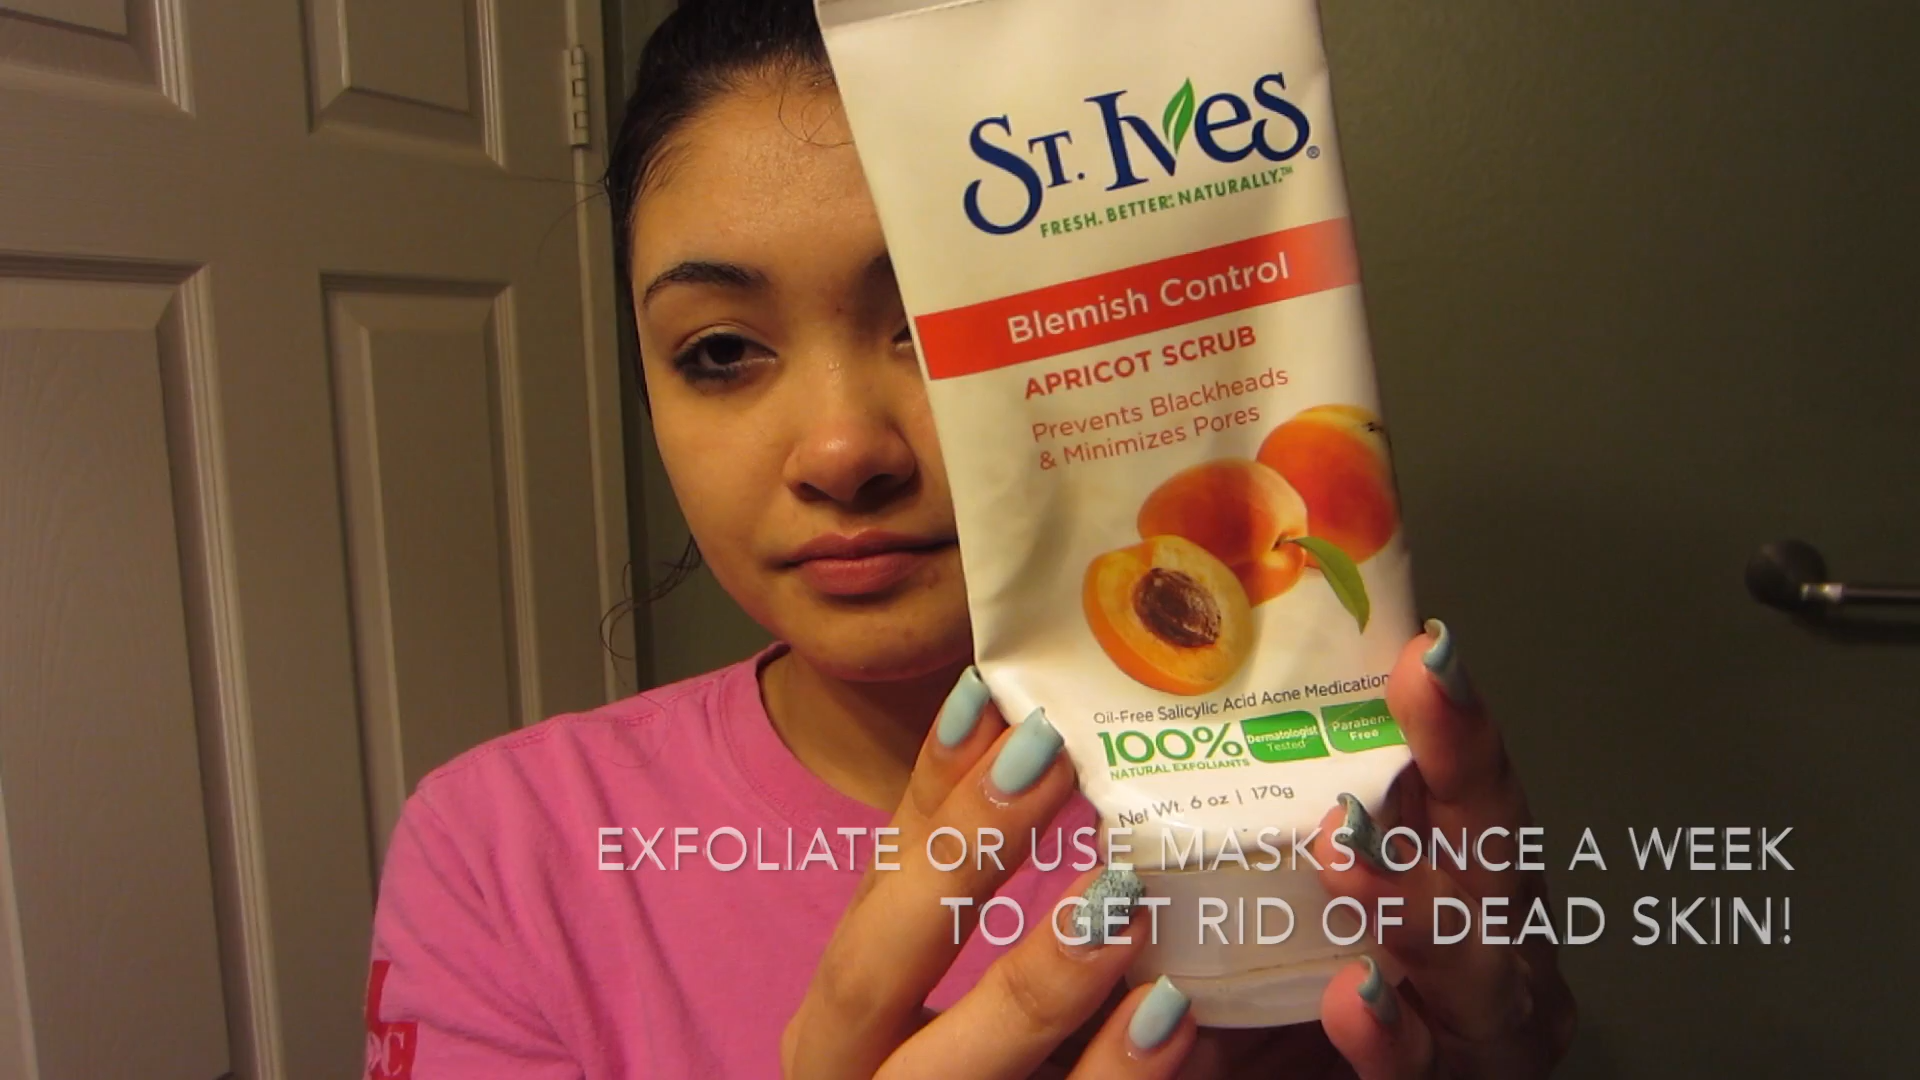 St. Ives®
FRESH. BETTER. NATURALLY.™
Blemish Control
APRICOT SCRUB
Prevents Blackheads
& Minimizes Pores
Oil-Free Salicylic Acid Acne Medication
100%
NATURAL EXFOLIANTS
Dermatologist
Tested
Paraben-
Free
Net Wt. 6 oz | 170g
EXFOLIATE OR USE MASKS ONCE A WEEK
TO GET RID OF DEAD SKIN!